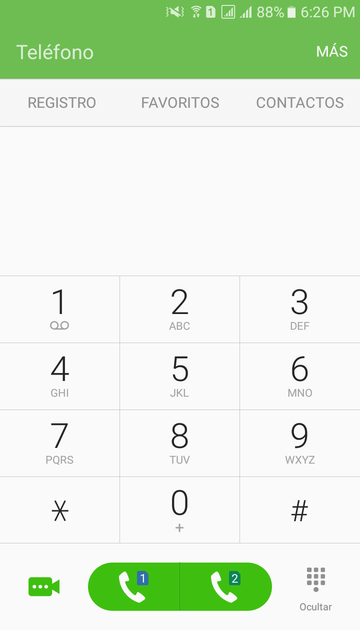 1 88% 6:26 PM
Teléfono MÁS
REGISTRO FAVORITOS CONTACTOS
1 2 3
ABC DEF
4 5 6
GHI JKL MNO
7 8 9
PQRS TUV WXYZ
* 0 #
+
1 2
Ocultar